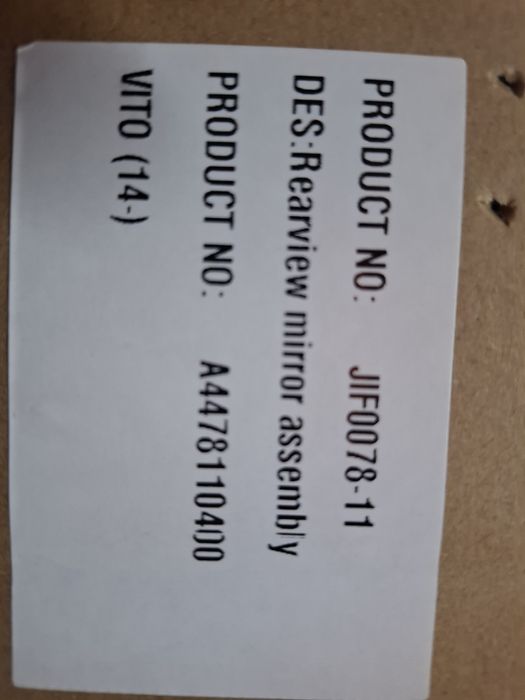 PRODUCT NO: JIF0078-11
DES:Rearview mirror assembly
PRODUCT NO: A4478110400
VITO (14-)